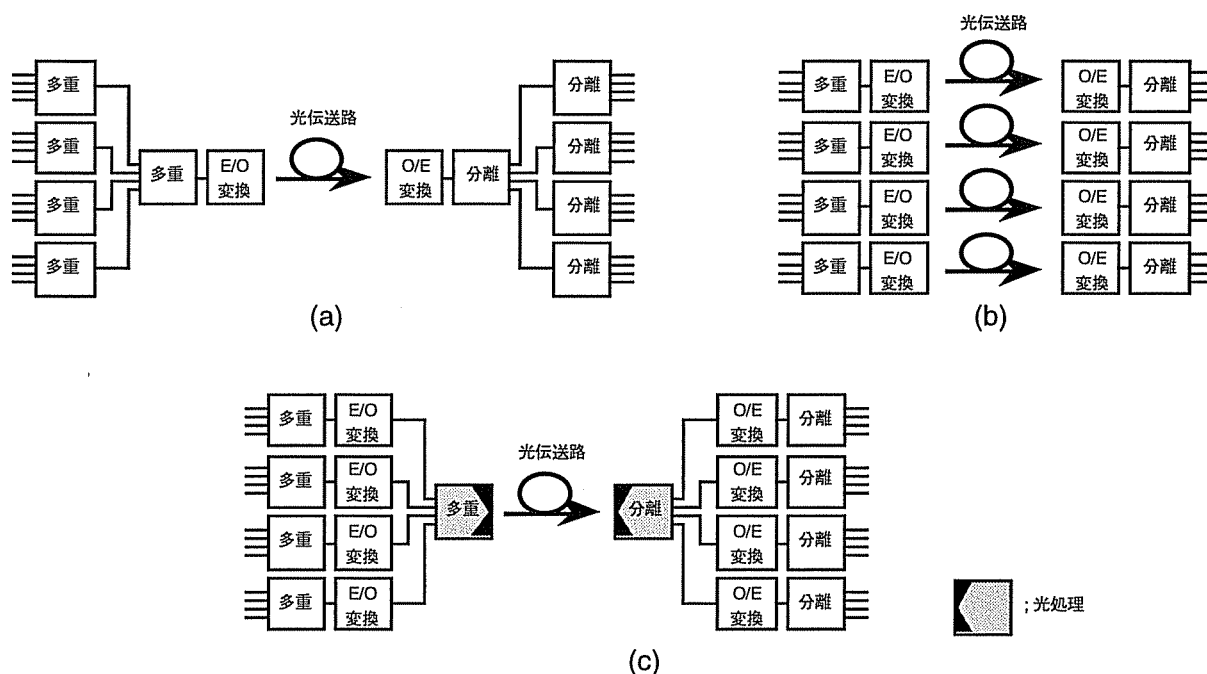 多重
多重
多重
多重
多重
E/O
変換
光伝送路
O/E
変換
分離
分離
分離
分離
分離
(a)
光伝送路
多重
E/O
変換
O/E
変換
分離
多重
E/O
変換
O/E
変換
分離
多重
E/O
変換
O/E
変換
分離
多重
E/O
変換
O/E
変換
分離
(b)
多重
E/O
変換
多重
E/O
変換
多重
E/O
変換
多重
E/O
変換
多重
光伝送路
分離
O/E
変換
分離
O/E
変換
分離
O/E
変換
分離
O/E
変換
分離
;光処理
(c)